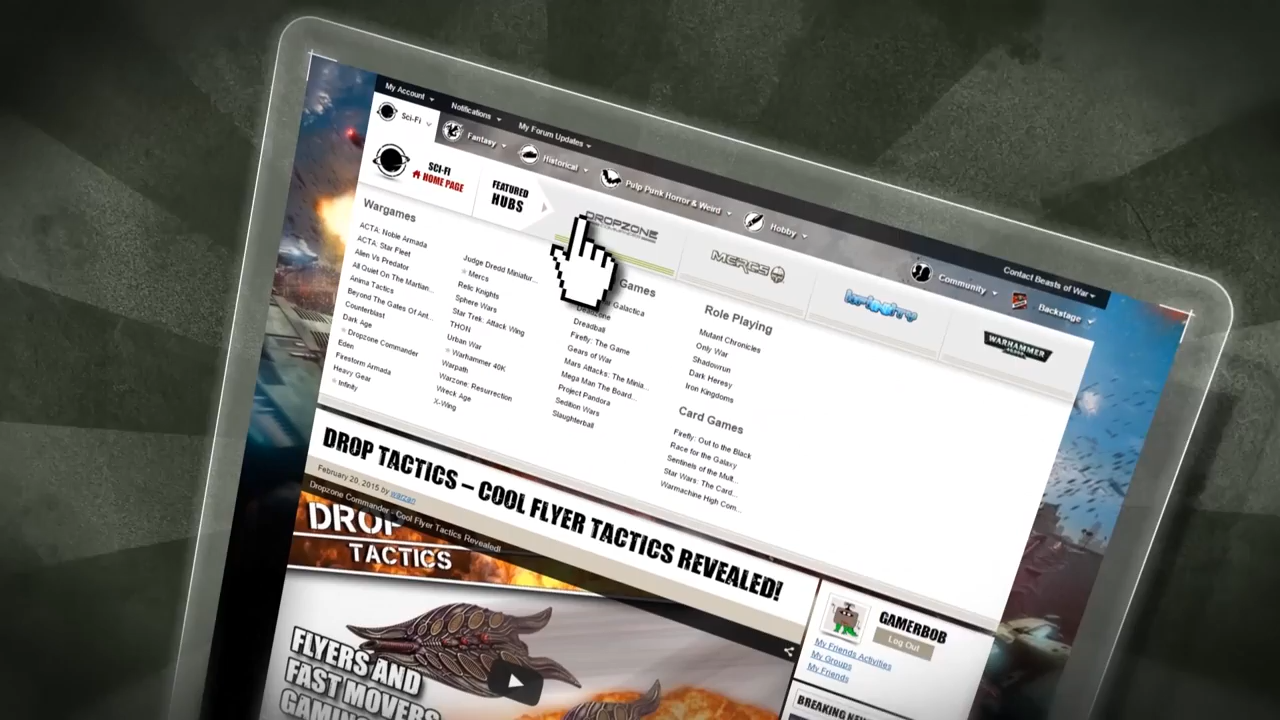 My Account
Notifications
My Forum Updates
Contact Beasts of War
Sci-Fi
Fantasy
Historical
Pulp Punk Horror & Weird
Hobby
Community
Backstage
SCI-FI
HOME PAGE
FEATURED
HUBS
DROPZONE
MERCS
Infinity
WARHAMMER
40,000
Wargames
ACTA: Noble Armada
ACTA: Star Fleet
Alien Vs Predator
All Quiet On The Martian...
Anima Tactics
Beyond The Gates Of Ant...
Counterblast
Dark Age
Dropzone Commander
Eden
Firestorm Armada
Heavy Gear
Infinity
Judge Dredd Miniatur...
Mercs
Relic Knights
Sphere Wars
Star Trek: Attack Wing
THON
Urban War
Warhammer 40K
Warpath
Warzone: Resurrection
Wreck Age
X-Wing
Games
Galactica
Deadzone
Dreadball
Firefly: The Game
Gears of War
Mars Attacks: The Minia...
Mega Man The Board...
Project Pandora
Sedition Wars
Slaughterball
Role Playing
Mutant Chronicles
Only War
Shadowrun
Dark Heresy
Iron Kingdoms
Card Games
Firefly: Out to the Black
Race for the Galaxy
Sentinels of the Mult...
Star Wars: The Card...
Warmachine High Com...
DROP TACTICS – COOL FLYER TACTICS REVEALED!
February 20, 2015 by warzan
Dropzone Commander - Cool Flyer Tactics Revealed!
DROP
TACTICS
FLYERS AND
FAST MOVERS
GAMING
GAMERBOB
Log Out
My Friends Activities
My Groups
My Friends
BREAKING NEW